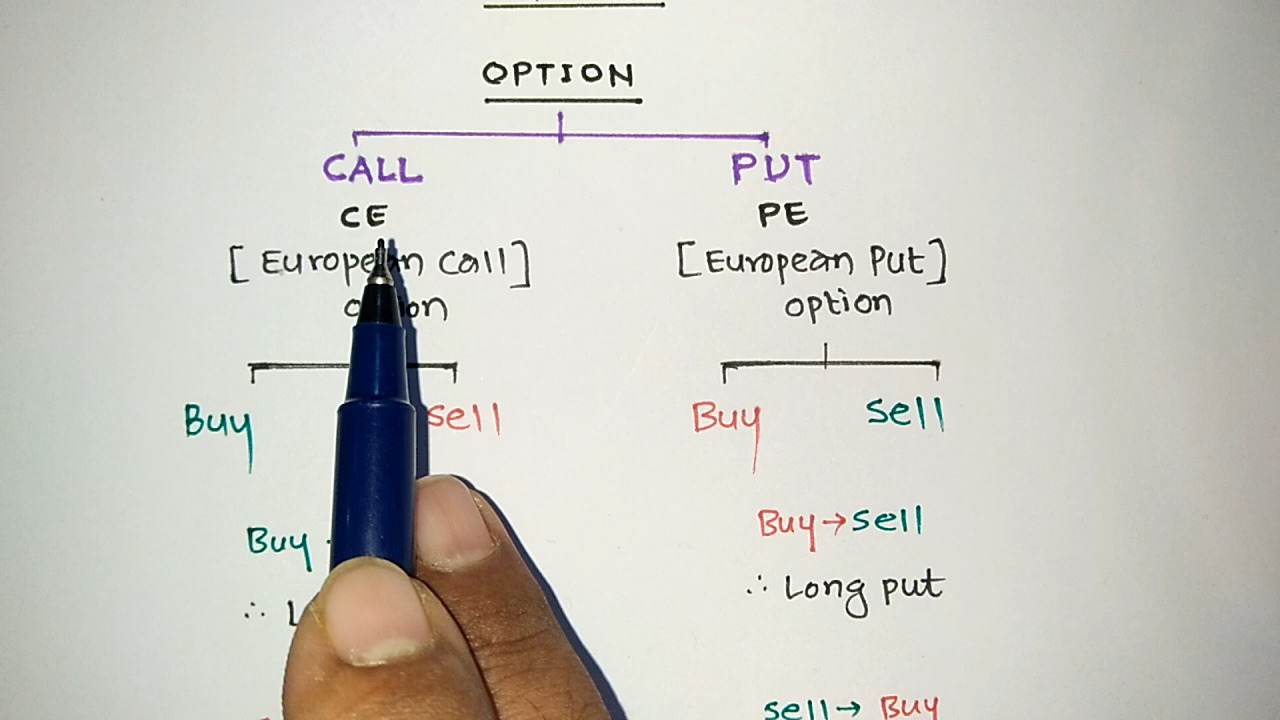 OPTION
CALL PUT
CE PE
[European Call] [European Put]
option
Buy Sell Buy Sell
Buy Buy → Sell
∴ ∴ Long put
Sell → Buy